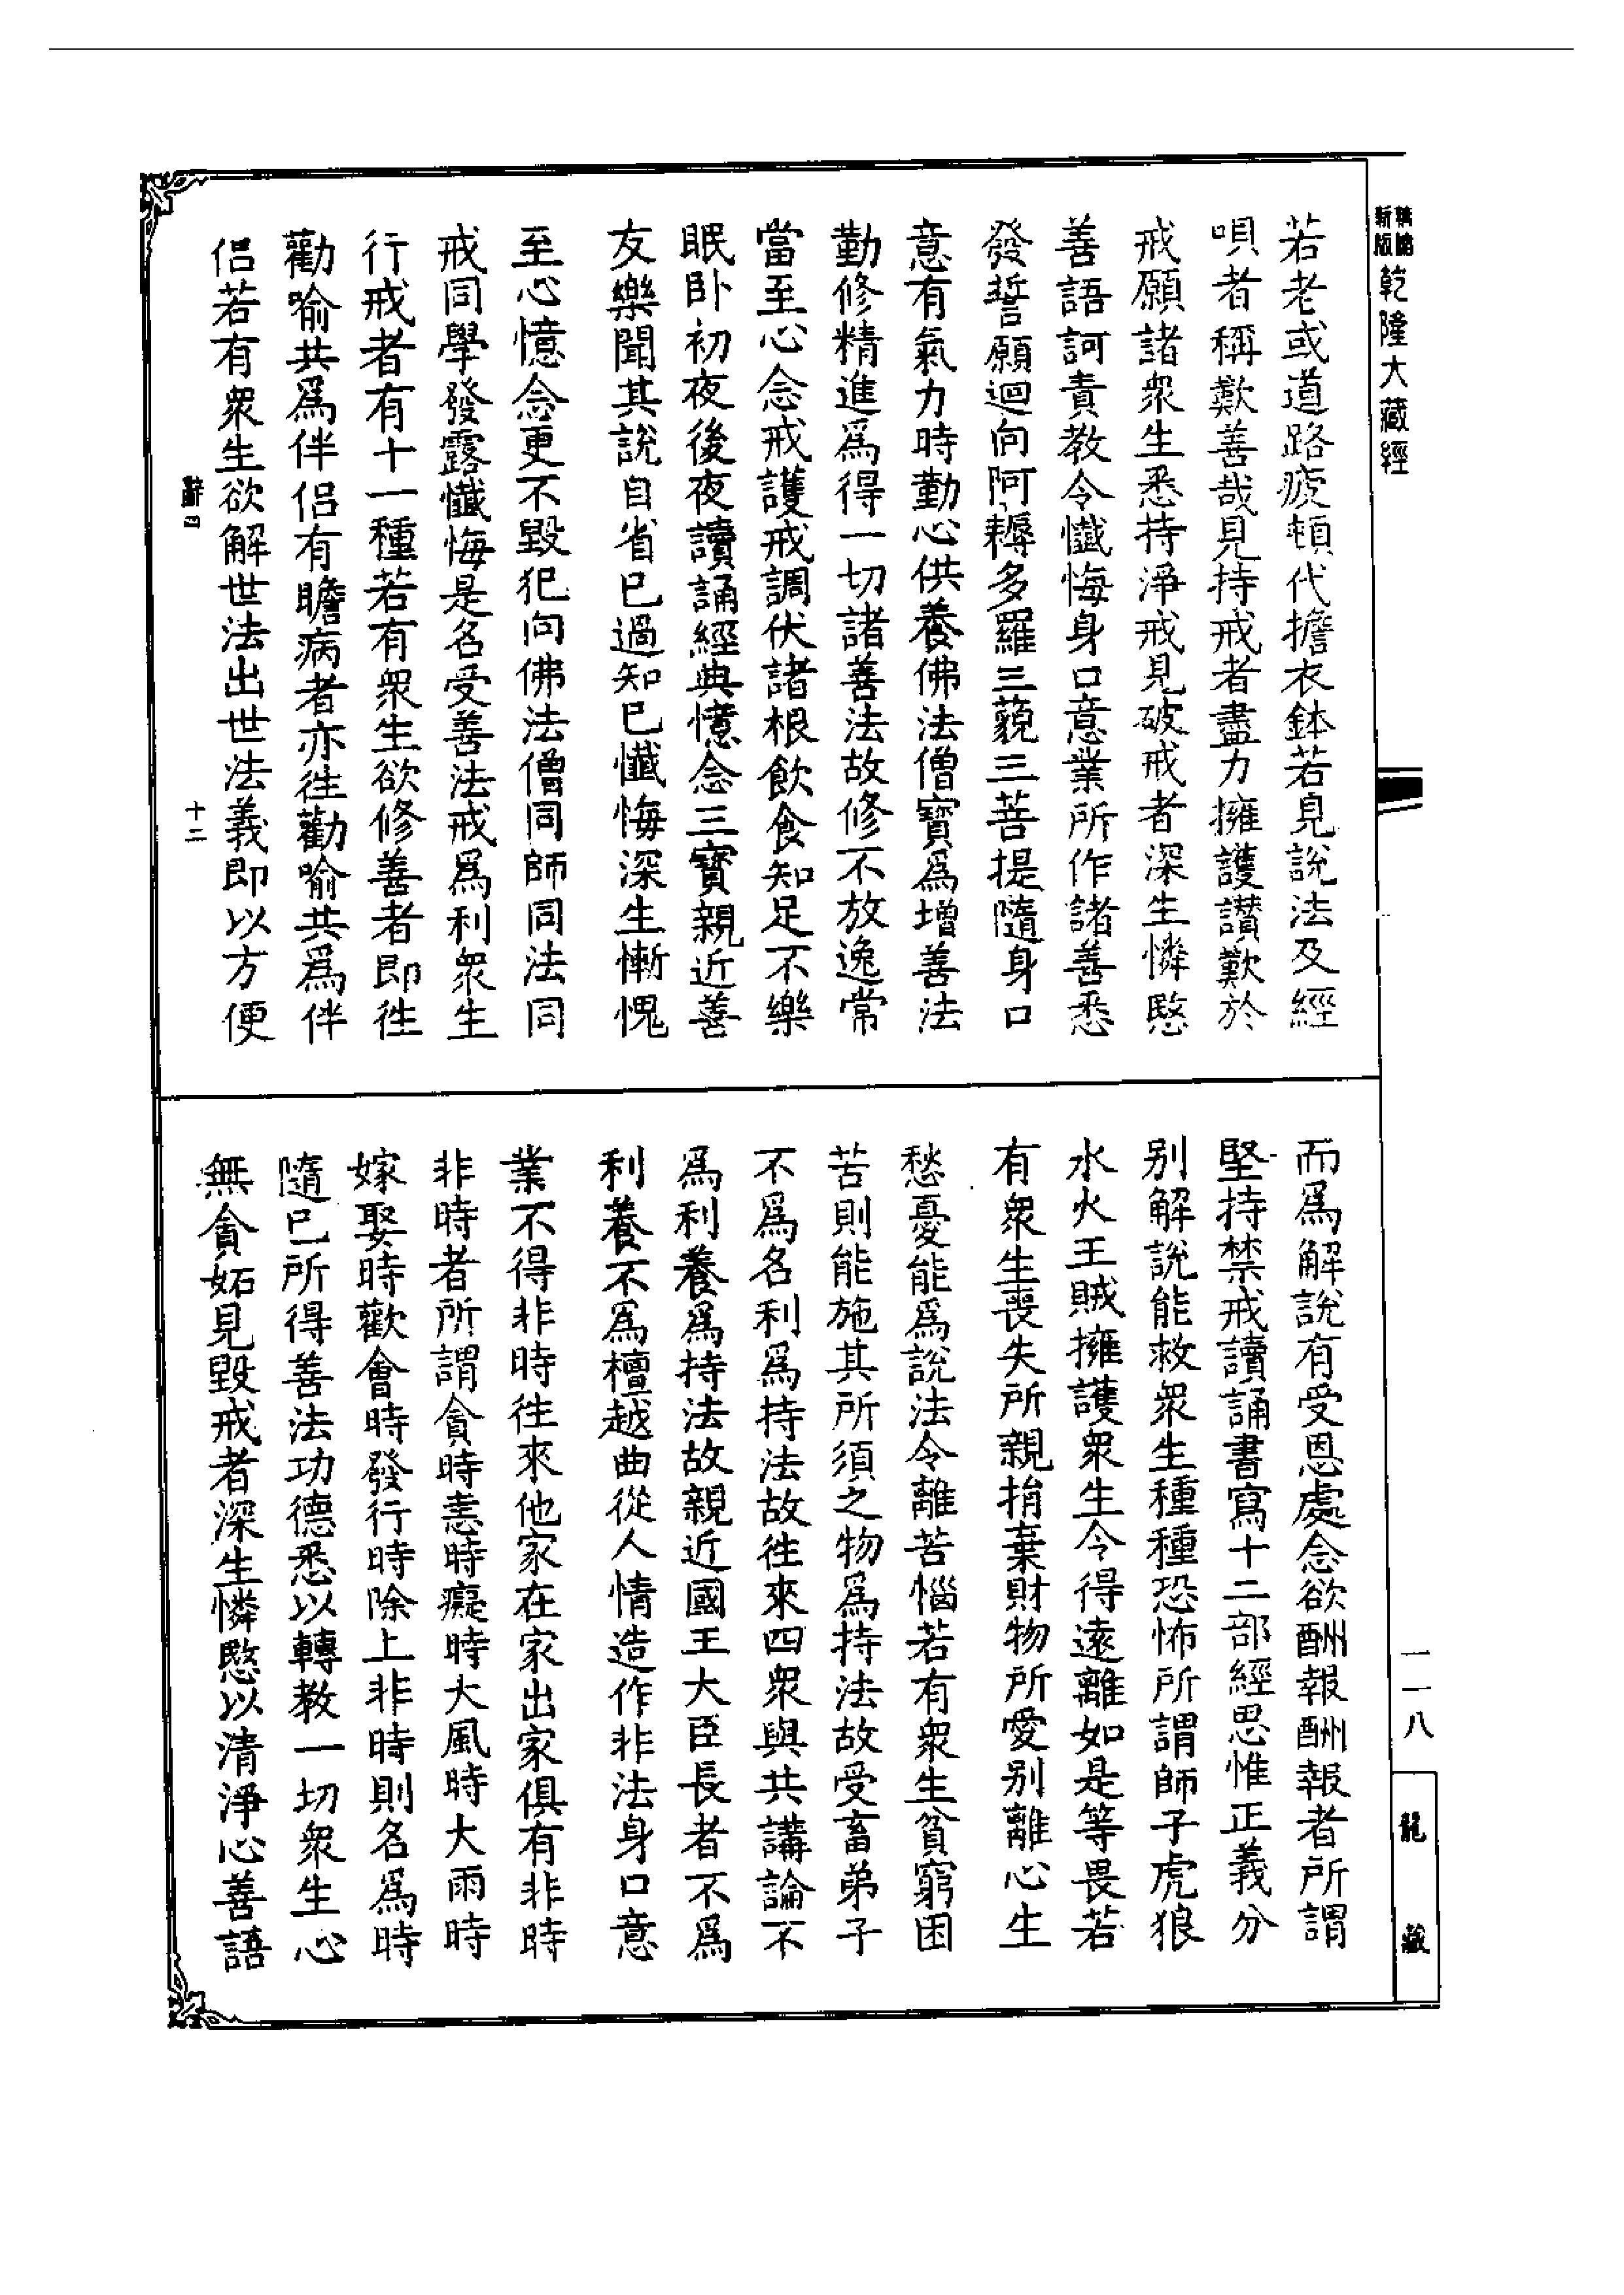 乾隆大藏經
若老或道路疲頓代擔衣鉢若見說法及經
唄者稱歎善哉見持戒者盡力擁護讚歎於
戒願諸衆生悉持淨戒見破戒者深生憐愍
善語訶責教令懺悔身口意業所作諸善悉
發誓願迴向阿耨多羅三藐三菩提隨身口
意有氣力時勤心供養佛法僧寶爲增善法
勤修精進爲得一切諸善法故修不放逸常
當至心念戒護戒調伏諸根飲食知足不樂
眠卧初夜後夜讀誦經典憶念三寶親近善
友樂聞其說自省已過知已懺悔深生慚愧
至心憶念更不毀犯向佛法僧同師同法同
戒同學發露懺悔是名受善法戒爲利衆生
行戒者有十一種若有衆生欲修善者即徃
勸喻共爲伴侶有瞻病者亦徃勸喻共爲伴
侶若有衆生欲解世法出世法義即以方便
辭四
十二
而爲解說有受恩處念欲酬報酬報者所謂
堅持禁戒讀誦書寫十二部經思惟正義分
别解說能救衆生種種恐怖所謂師子虎狼
水火王賊擁護衆生令得遠離如是等畏若
有衆生喪失所親捐棄財物所愛别離心生
愁憂能爲說法令離苦惱若有衆生貧窮困
苦則能施其所須之物爲持法故受畜弟子
不爲名利爲持法故徃來四衆與共講論不
爲利養爲持法故親近國王大臣長者不爲
利養不爲檀越曲從人情造作非法身口意
業不得非時徃來他家在家出家俱有非時
非時者所謂貪時恚時癡時大風時大雨時
嫁娶時歡會時發行時除上非時則名爲時
隨已所得善法功德悉以轉教一切衆生心
無貪妬見毀戒者深生憐愍以清淨心善語
一一八
龍藏